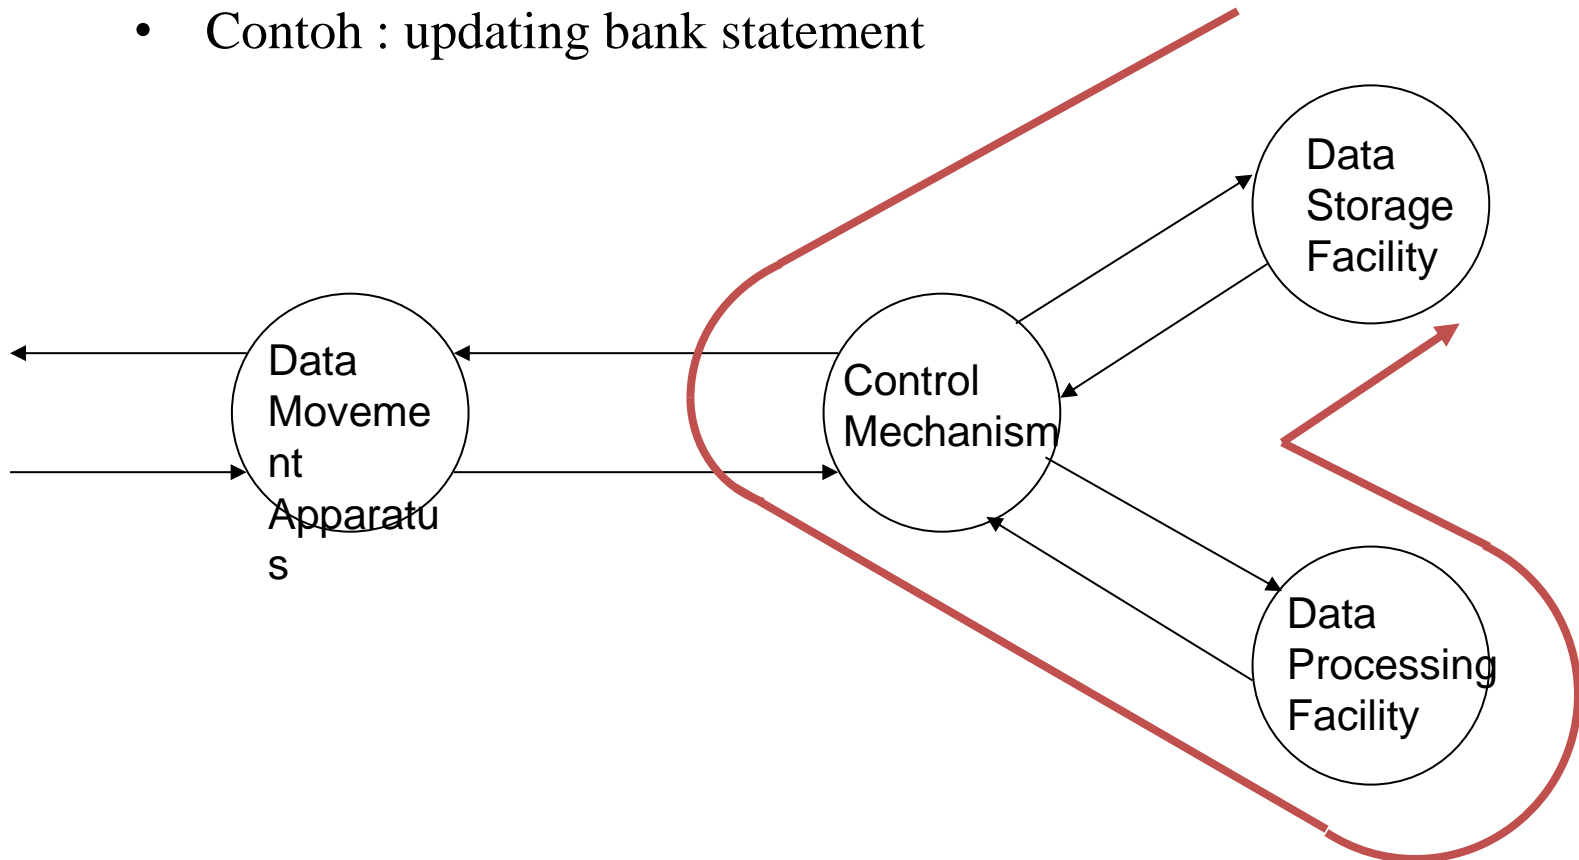 • Contoh : updating bank statement
Data
Storage
Facility
Data
Moveme
nt
Apparatu
s
Control
Mechanism
Data
Processing
Facility